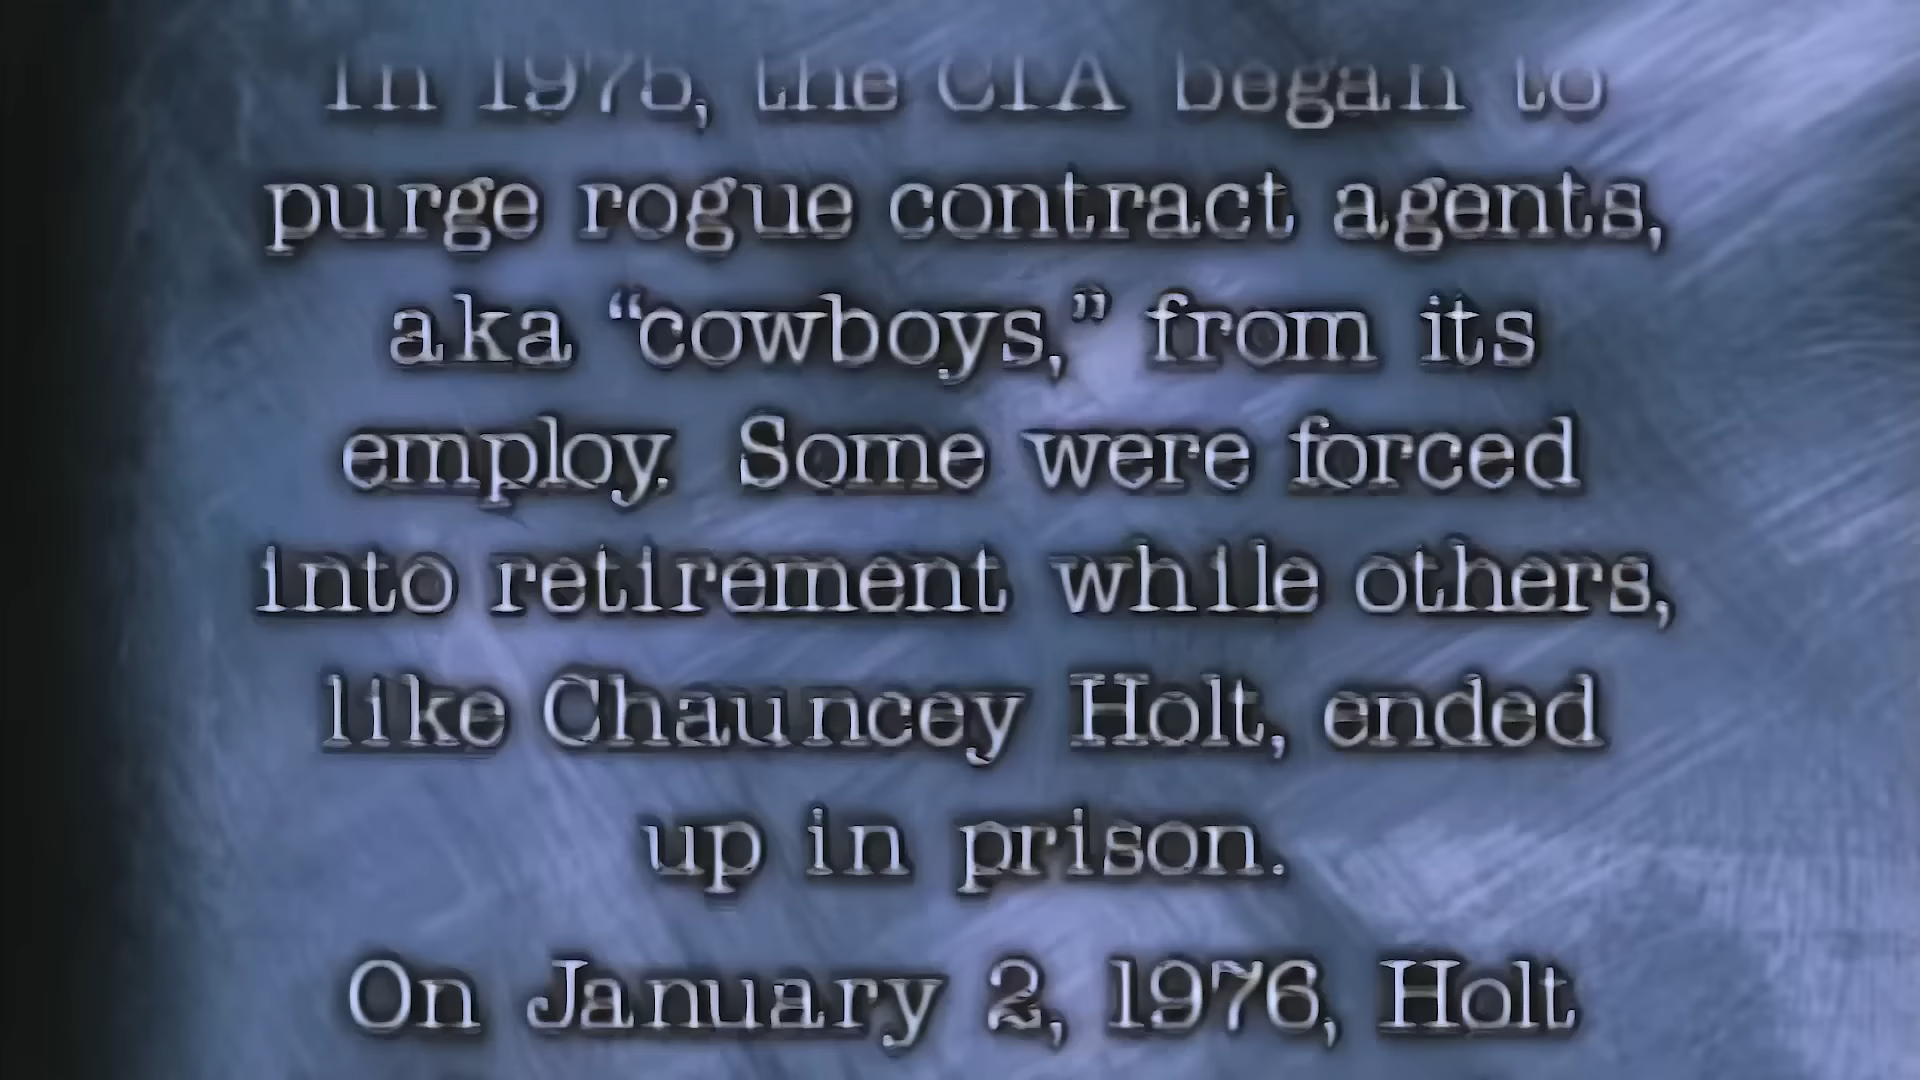 In 1975, the CIA began to
purge rogue contract agents,
aka “cowboys,” from its
employ. Some were forced
into retirement while others,
like Chauncey Holt, ended
up in prison.
On January 2, 1976, Holt